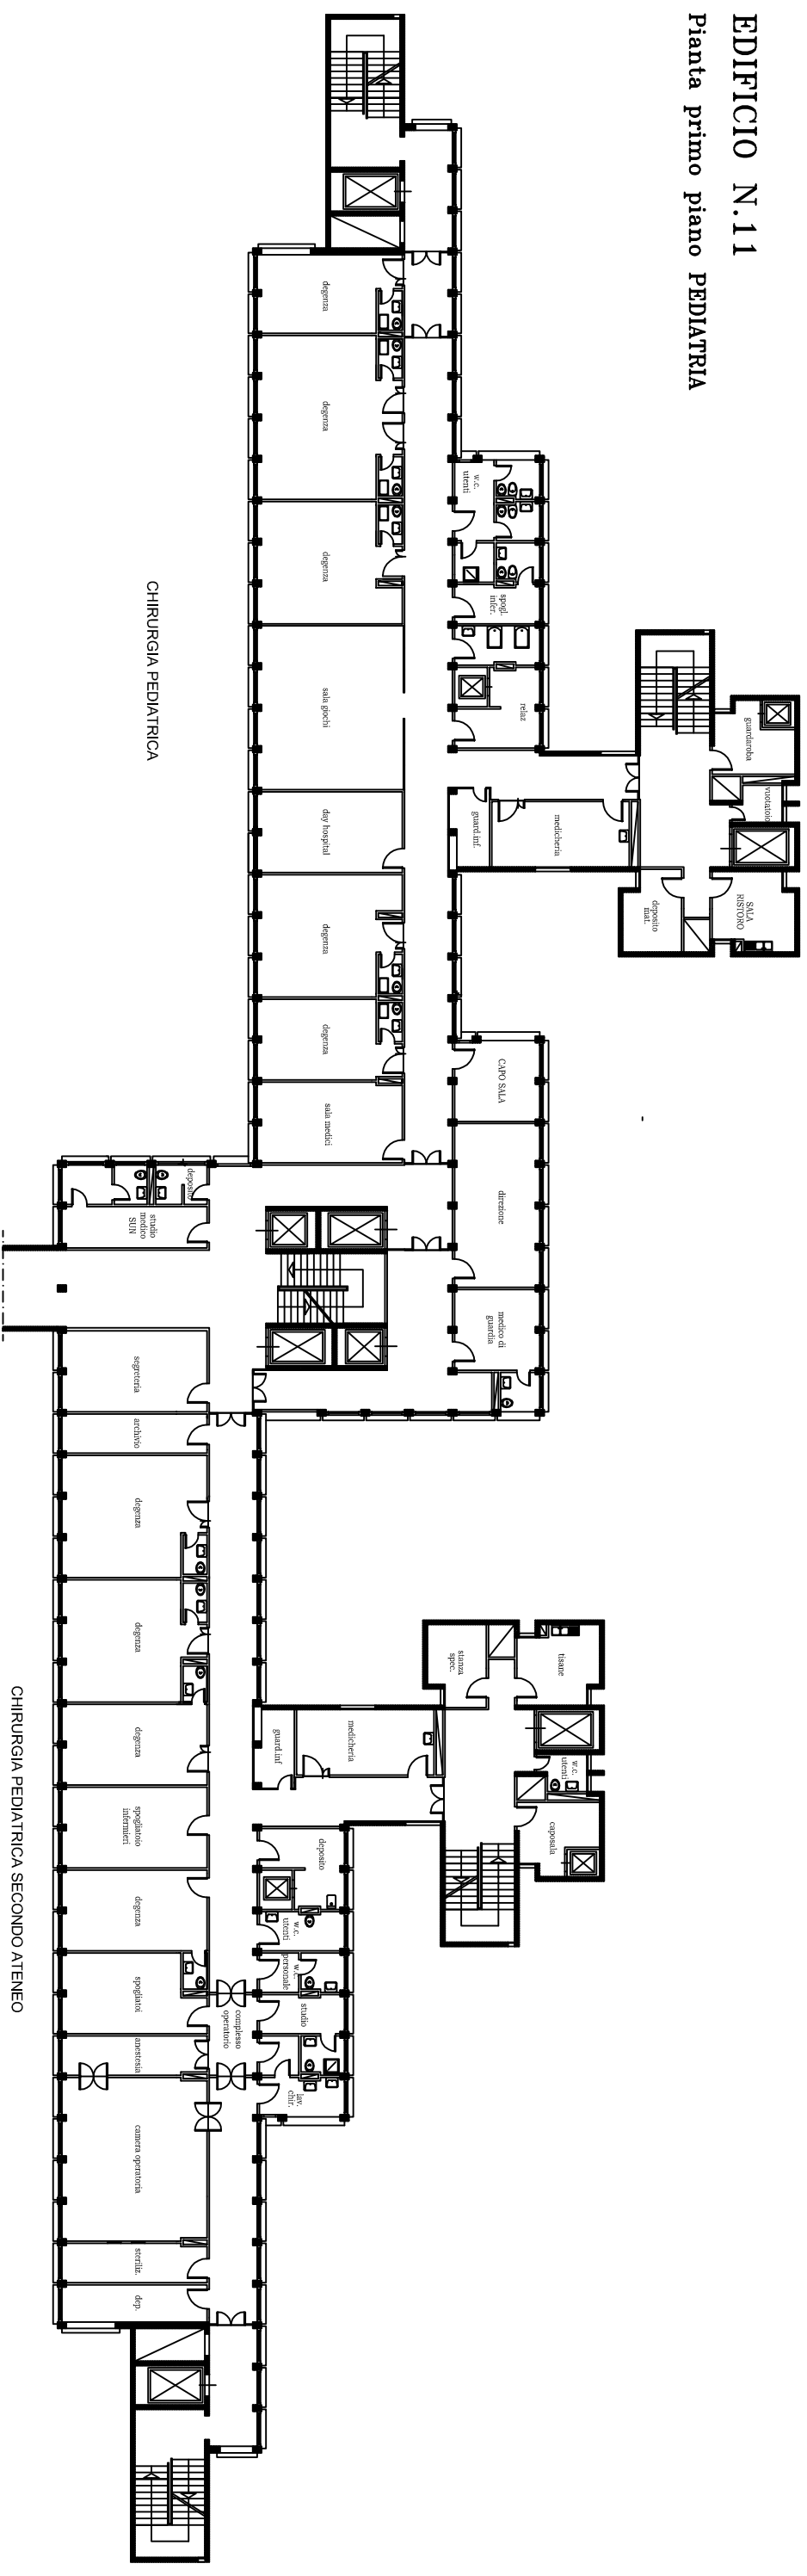 EDIFICIO N.11
Pianta primo piano PEDIATRIA
degenza
degenza
degenza
sala giochi
day hospital
degenza
degenza
sala medici
w.c.
utenti
spogl.
infer.
relaz
guardaroba
vuotatoio
medicheria
guard.inf.
SALA
RISTORO
deposito
mat.
CAPO SALA
direzione
medico di
guardia
CHIRURGIA PEDIATRICA
deposito
studio
medico
SUN
segreteria
archivio
degenza
degenza
degenza
spogliatoio
infermieri
degenza
spogliatoi
anestesia
camera operatoria
steriliz.
dep.
stanza
spec.
tisane
w.c.
utenti
caposala
medicheria
guard.inf
deposito
w.c.
utenti
w.c.
personale
studio
complesso
operatorio
lav.
chir.
CHIRURGIA PEDIATRICA SECONDO ATENEO